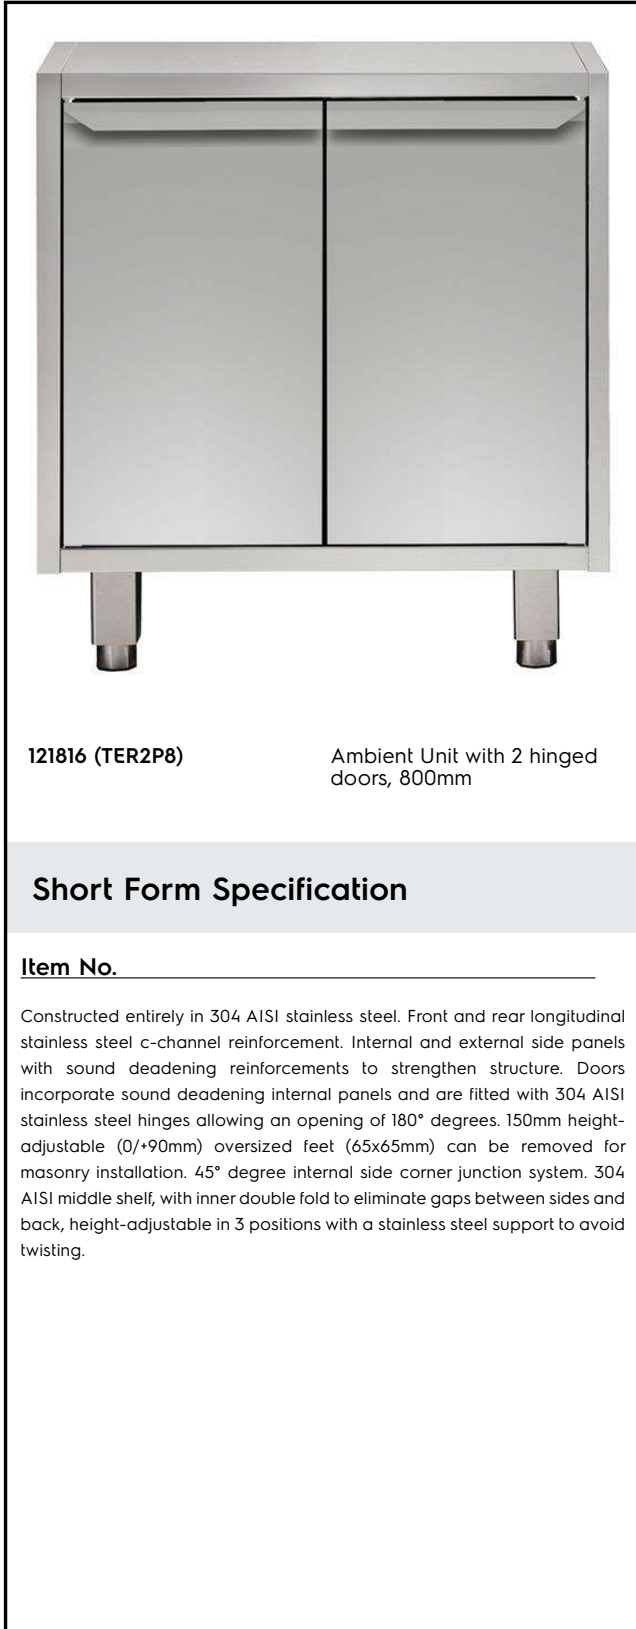 121816 (TER2P8)
Ambient Unit with 2 hinged
doors, 800mm
Short Form Specification
Item No.
Constructed entirely in 304 AISI stainless steel. Front and rear longitudinal
stainless steel c-channel reinforcement. Internal and external side panels
with sound deadening reinforcements to strengthen structure. Doors
incorporate sound deadening internal panels and are fitted with 304 AISI
stainless steel hinges allowing an opening of 180° degrees. 150mm height-
adjustable (0/+90mm) oversized feet (65x65mm) can be removed for
masonry installation. 45° degree internal side corner junction system. 304
AISI middle shelf, with inner double fold to eliminate gaps between sides and
back, height-adjustable in 3 positions with a stainless steel support to avoid
twisting.